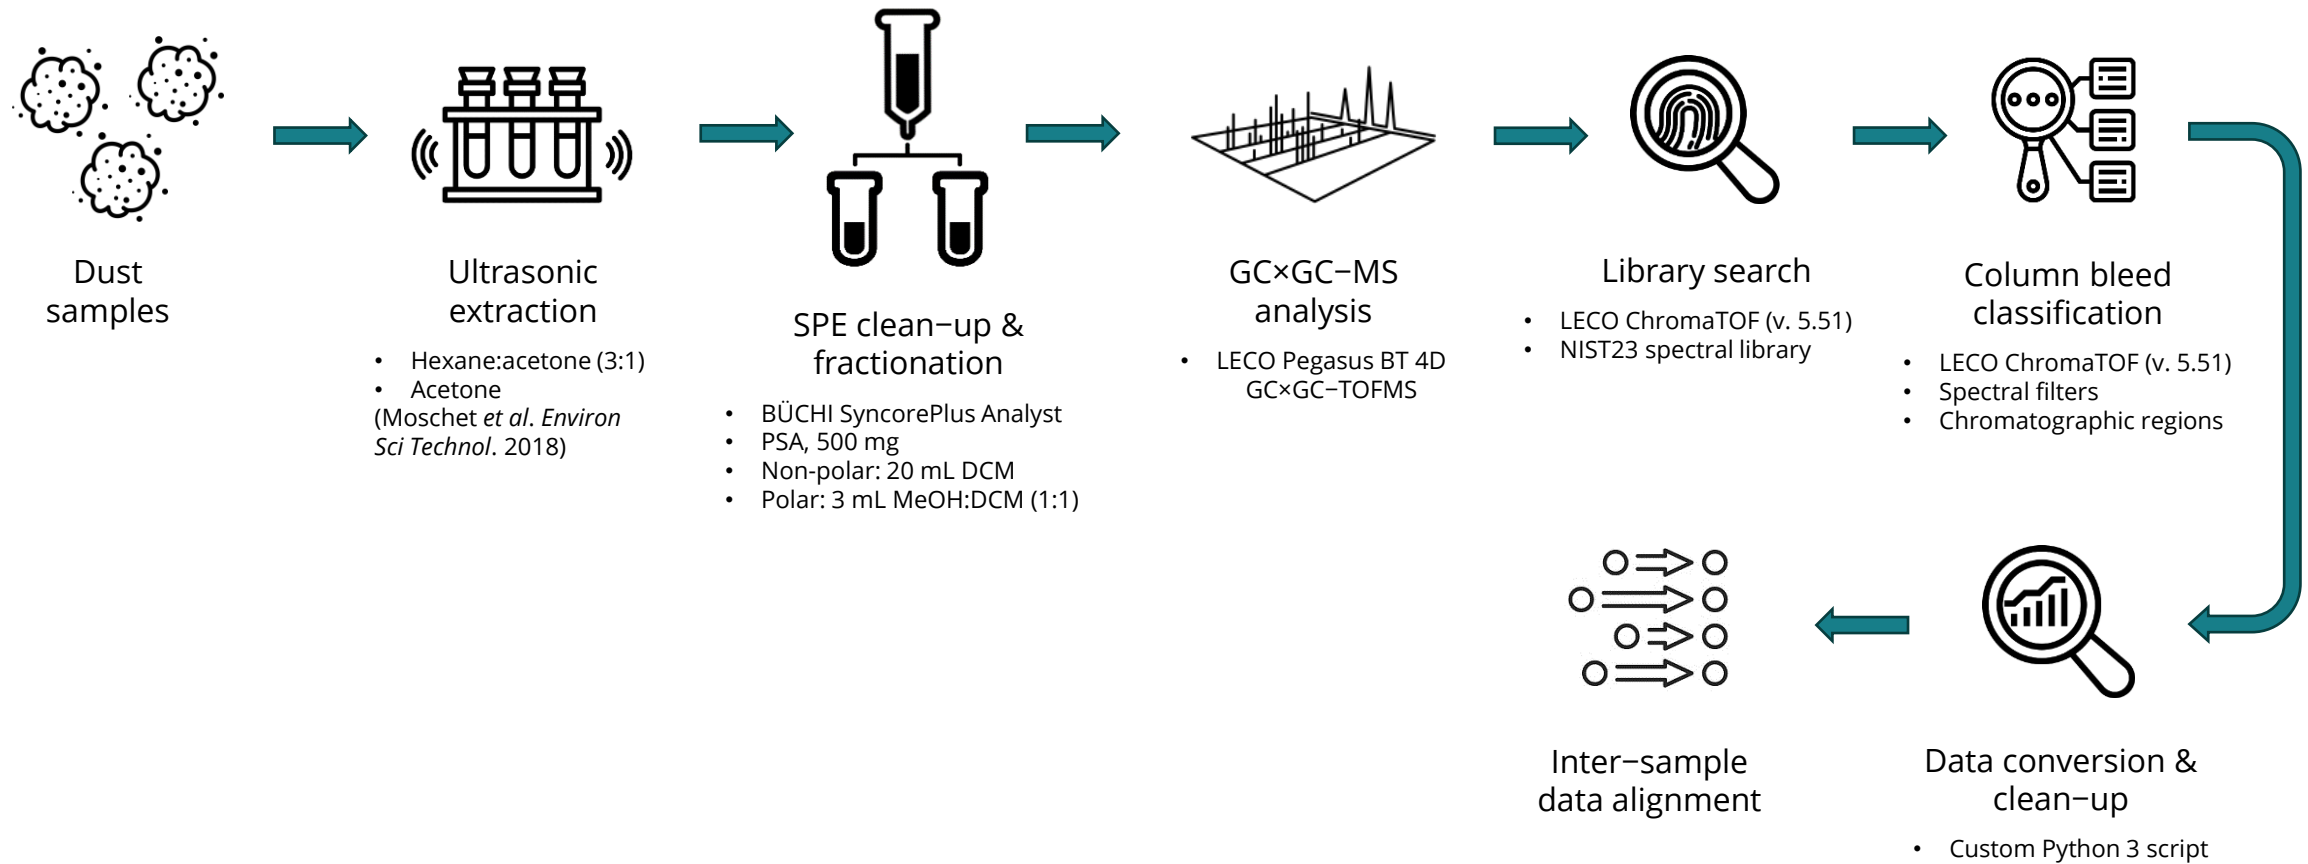 Dust
samples
Ultrasonic
extraction
• Hexane:acetone (3:1)
• Acetone
(Moschet et al. Environ
Sci Technol. 2018)
SPE clean−up &
fractionation
• BÜCHI SyncorePlus Analyst
• PSA, 500 mg
• Non-polar: 20 mL DCM
• Polar: 3 mL MeOH:DCM (1:1)
GC×GC−MS
analysis
• LECO Pegasus BT 4D
GC×GC−TOFMS
Library search
• LECO ChromaTOF (v. 5.51)
• NIST23 spectral library
Column bleed
classification
• LECO ChromaTOF (v. 5.51)
• Spectral filters
• Chromatographic regions
Data conversion &
clean−up
• Custom Python 3 script
Inter−sample
data alignment